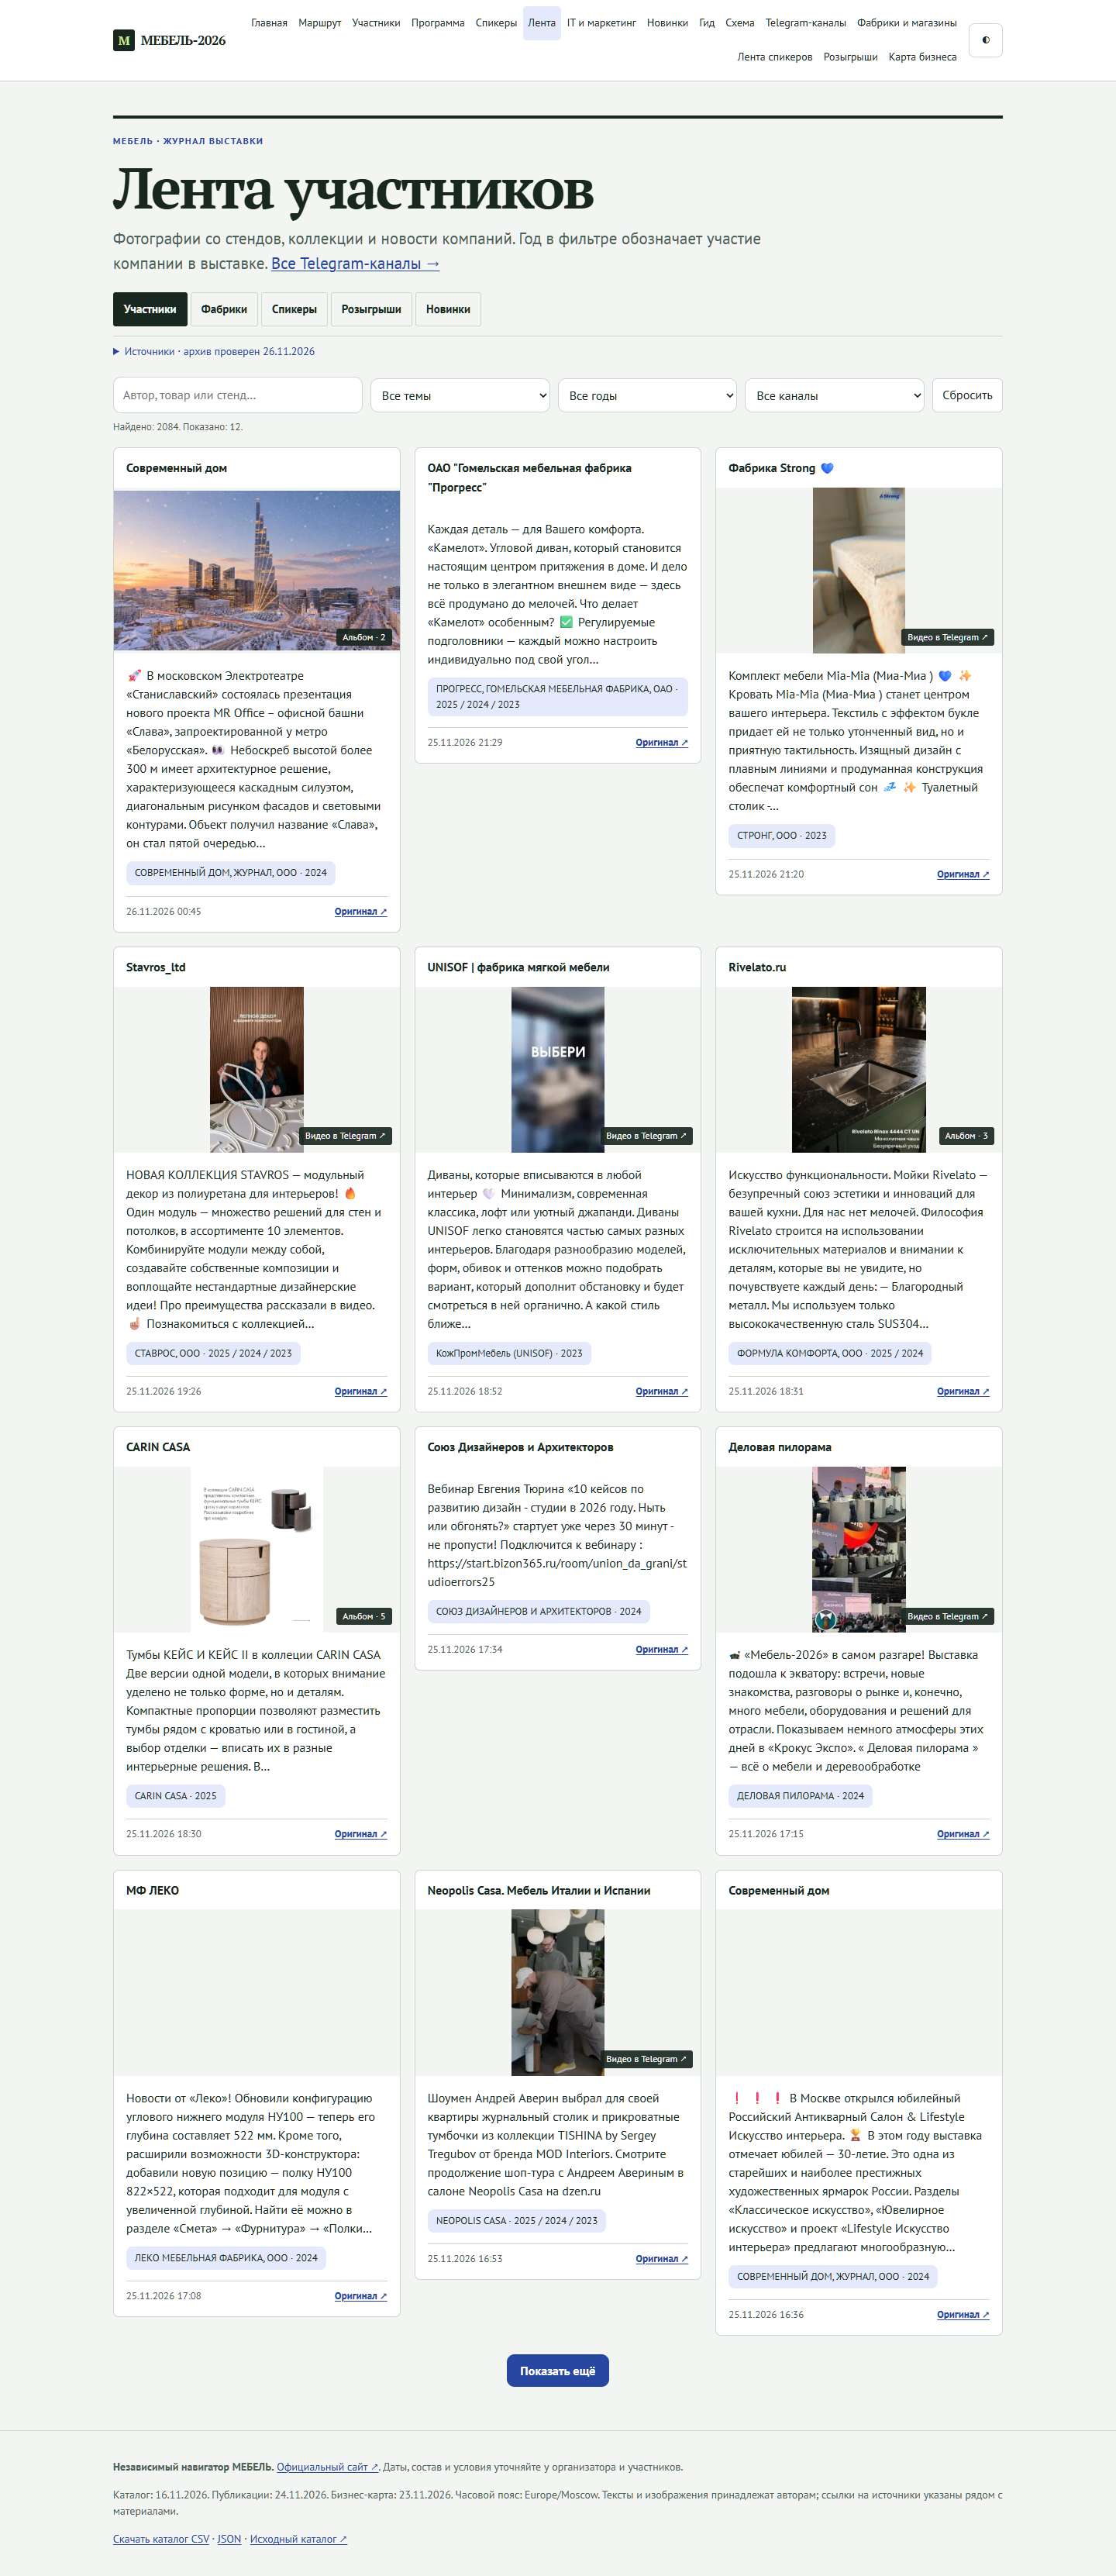 М МЕБЕЛЬ-2026
Главная Маршрут Участники Программа Спикеры Лента IT и маркетинг Новинки Гид Схема Telegram-каналы Фабрики и магазины
Лента спикеров Розыгрыши Карта бизнеса
МЕБЕЛЬ · ЖУРНАЛ ВЫСТАВКИ
Лента участников
Фотографии со стендов, коллекции и новости компаний. Год в фильтре обозначает участие
компании в выставке. Все Telegram-каналы →
Участники Фабрики Спикеры Розыгрыши Новинки
▶ Источники · архив проверен 26.11.2026
Автор, товар или стенд... Все темы Все годы Все каналы Сбросить
Найдено: 2084. Показано: 12.
Современный дом
Альбом · 2
🚀 В московском Электротеатре
«Станиславский» состоялась презентация
нового проекта MR Office – офисной башни
«Слава», запроектированной у метро
«Белорусская». 👀 Небоскреб высотой более
300 м имеет архитектурное решение,
характеризующееся каскадным силуэтом,
диагональным рисунком фасадов и световыми
контурами. Объект получил название «Слава»,
он стал пятой очередью...
СОВРЕМЕННЫЙ ДОМ, ЖУРНАЛ, ООО · 2024
26.11.2026 00:45 Оригинал ↗
ОАО "Гомельская мебельная фабрика
"Прогресс"
Каждая деталь — для Вашего комфорта.
«Камелот». Угловой диван, который становится
настоящим центром притяжения в доме. И дело
не только в элегантном внешнем виде — здесь
всё продумано до мелочей. Что делает
«Камелот» особенным? ✅ Регулируемые
подголовники — каждый можно настроить
индивидуально под свой угол...
ПРОГРЕСС, ГОМЕЛЬСКАЯ МЕБЕЛЬНАЯ ФАБРИКА, ОАО ·
2025 / 2024 / 2023
25.11.2026 21:29 Оригинал ↗
Фабрика Strong 💙
Видео в Telegram ↗
Комплект мебели Mia-Mia (Миа-Миа ) 💙 ✨
Кровать Mia-Mia (Миа-Миа ) станет центром
вашего интерьера. Текстиль с эффектом букле
придает ей не только утонченный вид, но и
приятную тактильность. Изящный дизайн с
плавными линиями и продуманная конструкция
обеспечат комфортный сон 💤 ✨ Туалетный
столик -...
СТРОНГ, ООО · 2023
25.11.2026 21:20 Оригинал ↗
Stavros_ltd
Видео в Telegram ↗
НОВАЯ КОЛЛЕКЦИЯ STAVROS — модульный
декор из полиуретана для интерьеров! 🔥
Один модуль — множество решений для стен и
потолков, в ассортименте 10 элементов.
Комбинируйте модули между собой,
создавайте собственные композиции и
воплощайте нестандартные дизайнерские
идеи! Про преимущества рассказали в видео.
☝ Познакомиться с коллекцией...
СТАВРОС, ООО · 2025 / 2024 / 2023
25.11.2026 19:26 Оригинал ↗
UNISOF | фабрика мягкой мебели
ВЫБЕРИ
Видео в Telegram ↗
Диваны, которые вписываются в любой
интерьер 🤍 Минимализм, современная
классика, лофт или уютный джапанди. Диваны
UNISOF легко становятся частью самых разных
интерьеров. Благодаря разнообразию моделей,
форм, обивок и оттенков можно подобрать
вариант, который дополнит обстановку и будет
смотреться в ней органично. А какой стиль
ближе...
КожПромМебель (UNISOF) · 2023
25.11.2026 18:52 Оригинал ↗
Rivelato.ru
Rivelato Rinox 4444 CT UN
Монолитная чаша
Безупречный уход
Альбом · 3
Искусство функциональности. Мойки Rivelato —
безупречный союз эстетики и инноваций для
вашей кухни. Для нас нет мелочей. Философия
Rivelato строится на использовании
исключительных материалов и внимании к
деталям, которые вы не увидите, но
почувствуете каждый день: — Благородный
металл. Мы используем только
высококачественную сталь SUS304...
ФОРМУЛА КОМФОРТА, ООО · 2025 / 2024
25.11.2026 18:31 Оригинал ↗
CARIN CASA
Альбом · 5
Тумбы КЕЙС И КЕЙС II в коллеции CARIN CASA
Две версии одной модели, в которых внимание
уделено не только форме, но и деталям.
Компактные пропорции позволяют разместить
тумбы рядом с кроватью или в гостиной, а
выбор отделки — вписать их в разные
интерьерные решения. В...
CARIN CASA · 2025
25.11.2026 18:30 Оригинал ↗
Союз Дизайнеров и Архитекторов
Вебинар Евгения Тюрина «10 кейсов по
развитию дизайн - студии в 2026 году. Ныть
или обгонять?» стартует уже через 30 минут -
не пропусти! Подключится к вебинару :
https://start.bizon365.ru/room/union_da_grani/st
udioerrors25
СОЮЗ ДИЗАЙНЕРОВ И АРХИТЕКТОРОВ · 2024
25.11.2026 17:34 Оригинал ↗
Деловая пилорама
Видео в Telegram ↗
«Мебель-2026» в самом разгаре! Выставка
подошла к экватору: встречи, новые
знакомства, разговоры о рынке и, конечно,
много мебели, оборудования и решений для
отрасли. Показываем немного атмосферы этих
дней в «Крокус Экспо». « Деловая пилорама »
— всё о мебели и деревообработке
ДЕЛОВАЯ ПИЛОРАМА · 2024
25.11.2026 17:15 Оригинал ↗
МФ ЛЕКО
Новости от «Леко»! Обновили конфигурацию
углового нижнего модуля НУ100 — теперь его
глубина составляет 522 мм. Кроме того,
расширили возможности 3D-конструктора:
добавили новую позицию — полку НУ100
822×522, которая подходит для модуля с
увеличенной глубиной. Найти её можно в
разделе «Смета» → «Фурнитура» → «Полки...
ЛЕКО МЕБЕЛЬНАЯ ФАБРИКА, ООО · 2024
25.11.2026 17:08 Оригинал ↗
Neopolis Casa. Мебель Италии и Испании
Видео в Telegram ↗
Шоумен Андрей Аверин выбрал для своей
квартиры журнальный столик и прикроватные
тумбочки из коллекции TISHINA by Sergey
Tregubov от бренда MOD Interiors. Смотрите
продолжение шоп-тура с Андреем Авериным в
салоне Neopolis Casa на dzen.ru
NEOPOLIS CASA · 2025 / 2024 / 2023
25.11.2026 16:53 Оригинал ↗
Современный дом
❗ ❗ ❗ В Москве открылся юбилейный
Российский Антикварный Салон & Lifestyle
Искусство интерьера. 🏆 В этом году выставка
отмечает юбилей — 30-летие. Это одна из
старейших и наиболее престижных
художественных ярмарок России. Разделы
«Классическое искусство», «Ювелирное
искусство» и проект «Lifestyle Искусство
интерьера» предлагают многообразную...
СОВРЕМЕННЫЙ ДОМ, ЖУРНАЛ, ООО · 2024
25.11.2026 16:36 Оригинал ↗
Показать ещё
Независимый навигатор МЕБЕЛЬ. Официальный сайт ↗. Даты, состав и условия уточняйте у организатора и участников.
Каталог: 16.11.2026. Публикации: 24.11.2026. Бизнес-карта: 23.11.2026. Часовой пояс: Europe/Moscow. Тексты и изображения принадлежат авторам; ссылки на источники указаны рядом с
материалами.
Скачать каталог CSV · JSON · Исходный каталог ↗